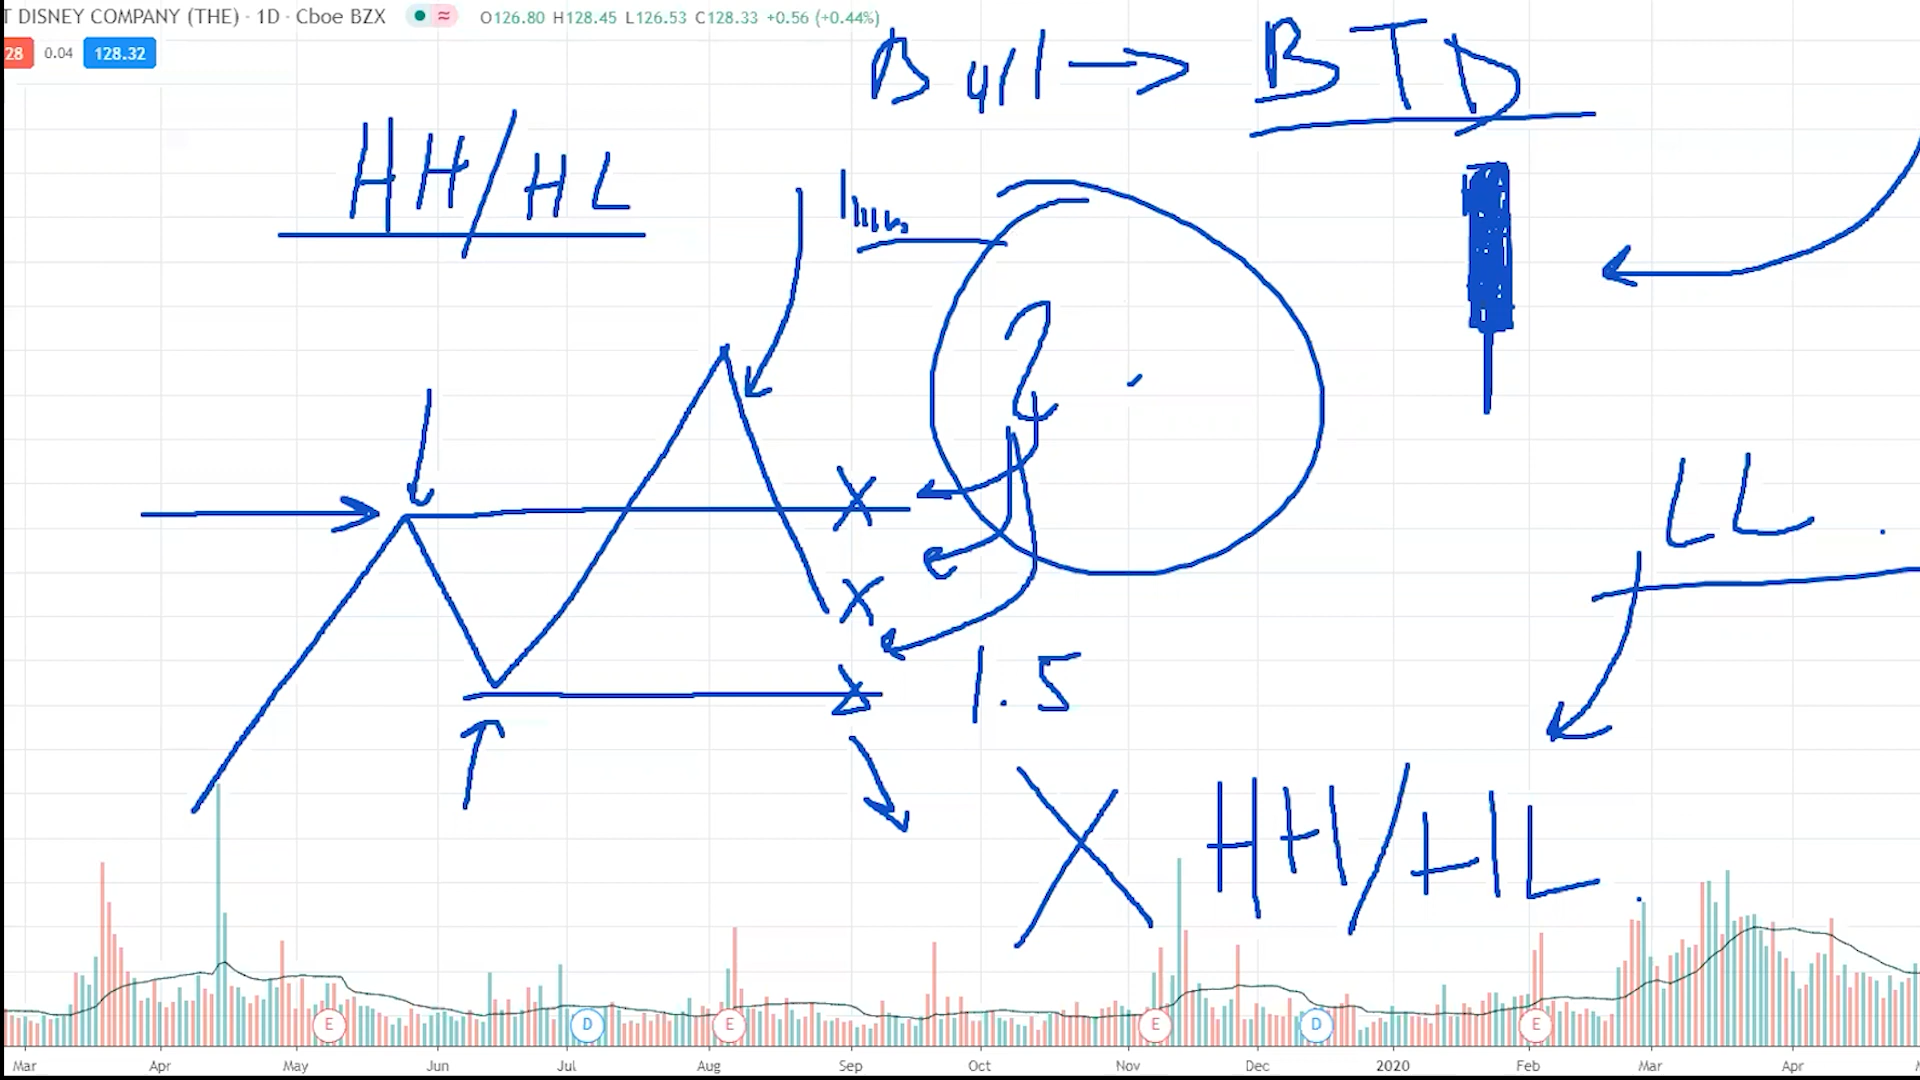 T DISNEY COMPANY (THE) · 1D · Cboe BZX ≈ O126.80 H128.45 L126.53 C128.33 +0.56 (+0.44%)
28 0.04 128.32
Bull → BTD
HH/HL
?
X
X
X
1.5
LL.
X HH/HL.
E D E E D E
Mar Apr May Jun Jul Aug Sep Oct Nov Dec 2020 Feb Mar Apr